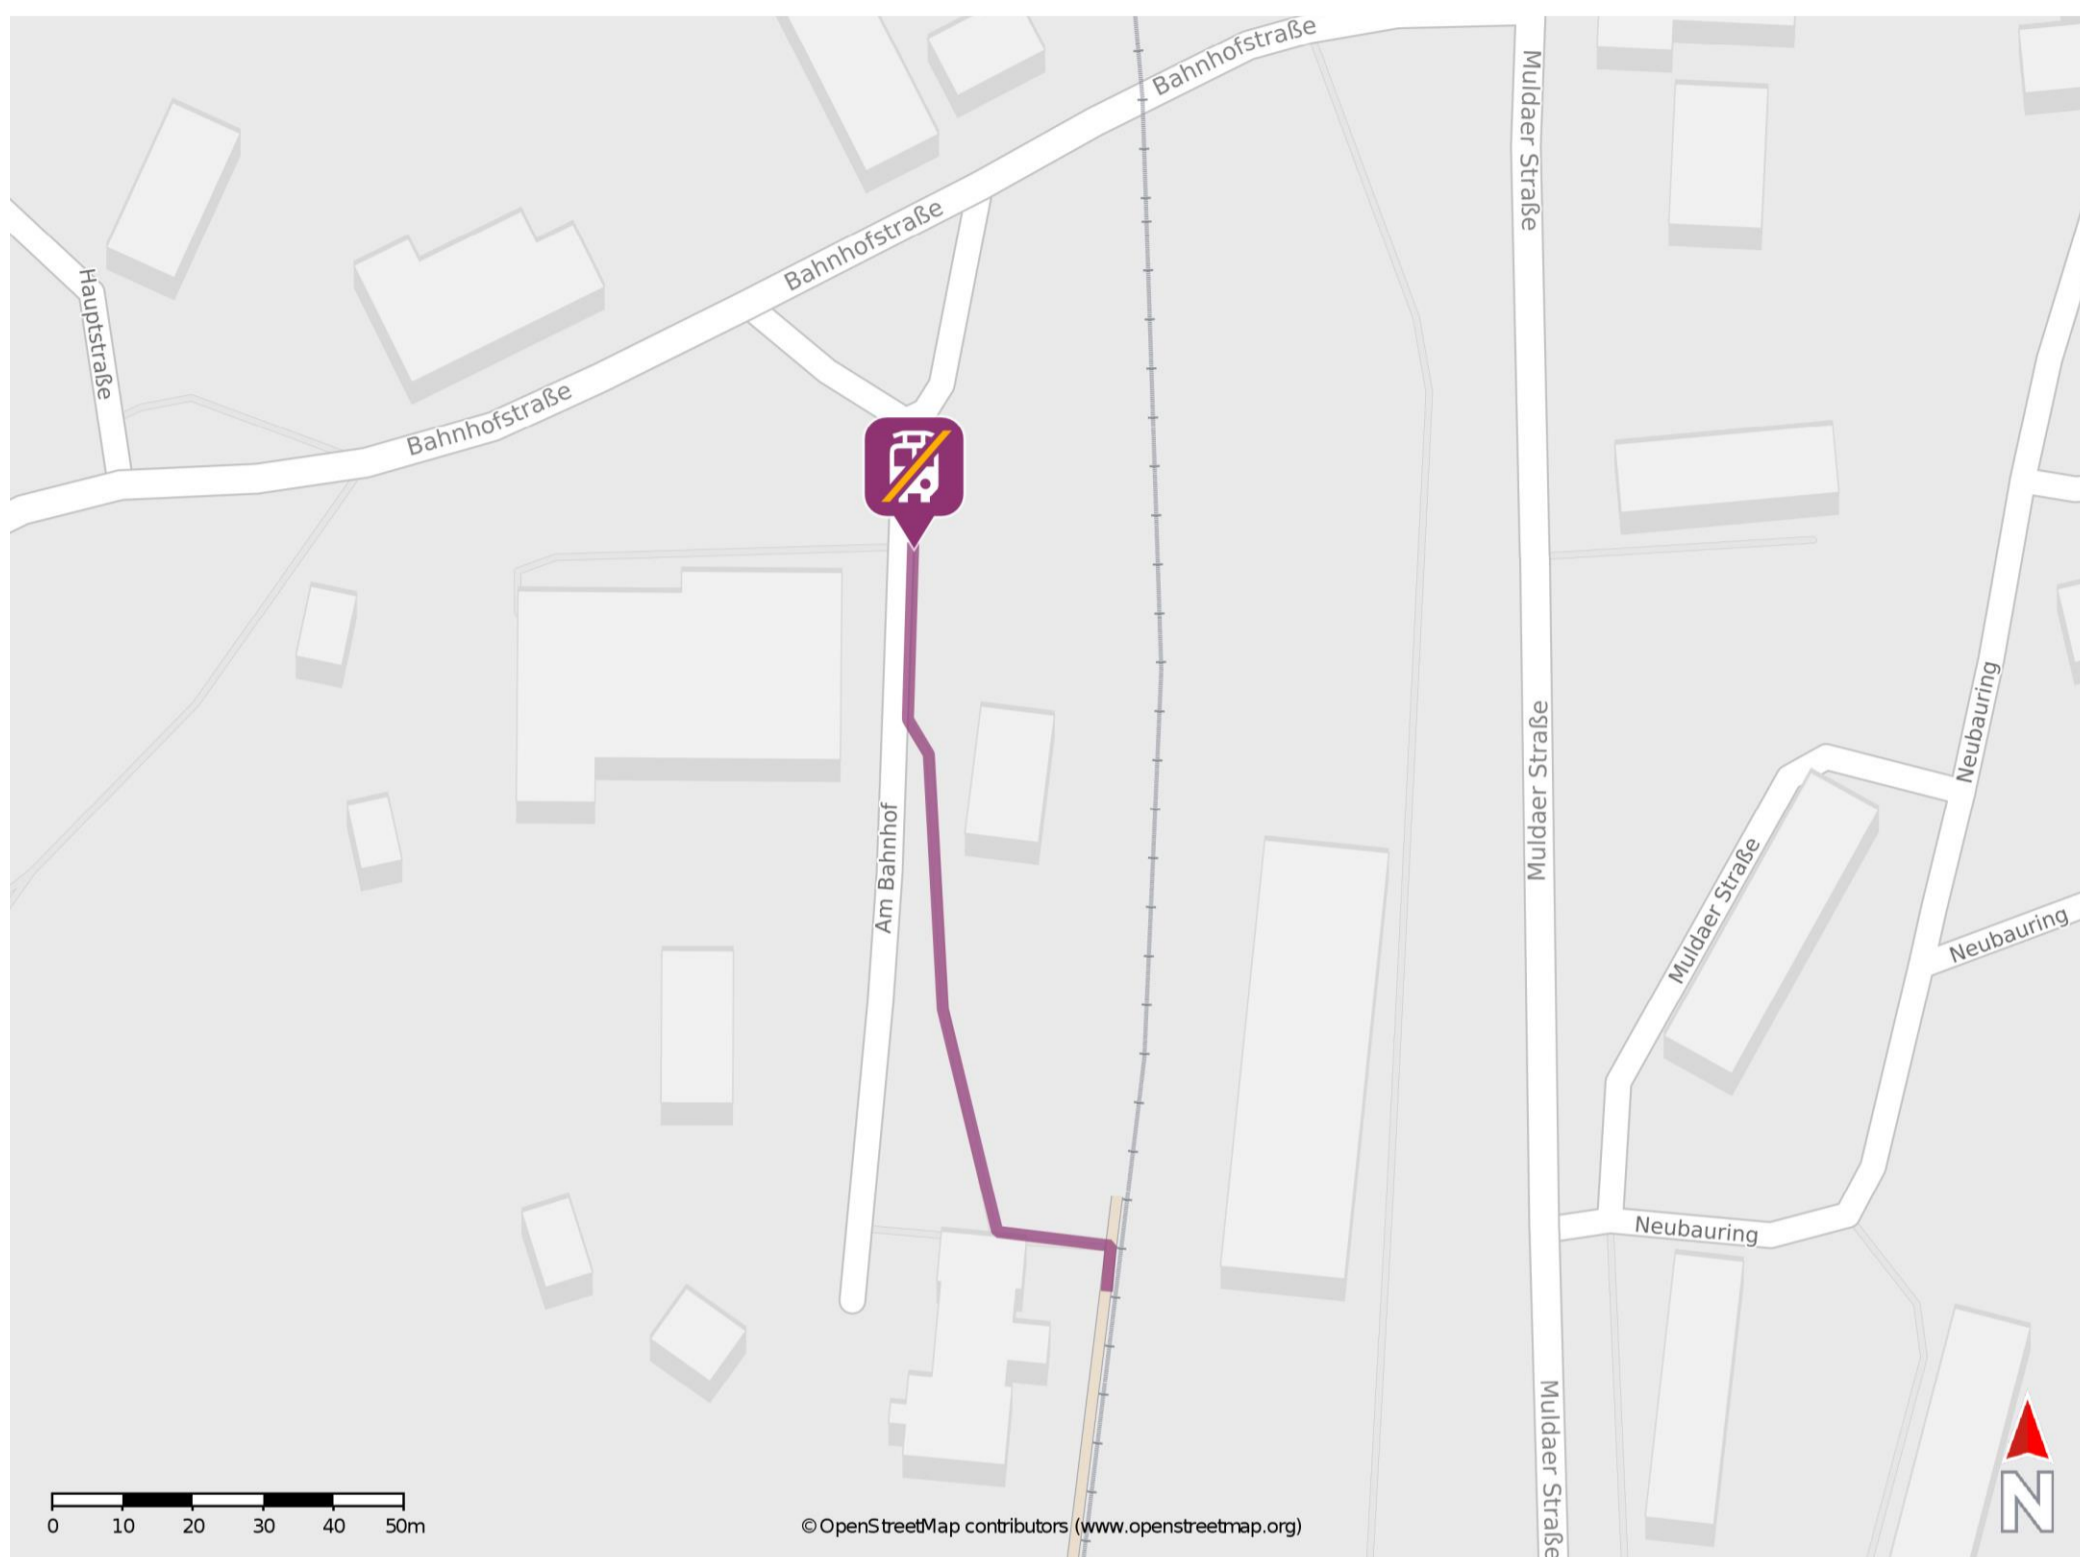 Bahnhofstraße
Muldaer Straße
Bahnhofstraße
Hauptstraße
Bahnhofstraße
Neubauring
Muldaer Straße
Am Bahnhof
Muldaer Straße
Neubauring
Neubauring
Muldaer Straße
N
0 10 20 30 40 50m
© OpenStreetMap contributors (www.openstreetmap.org)